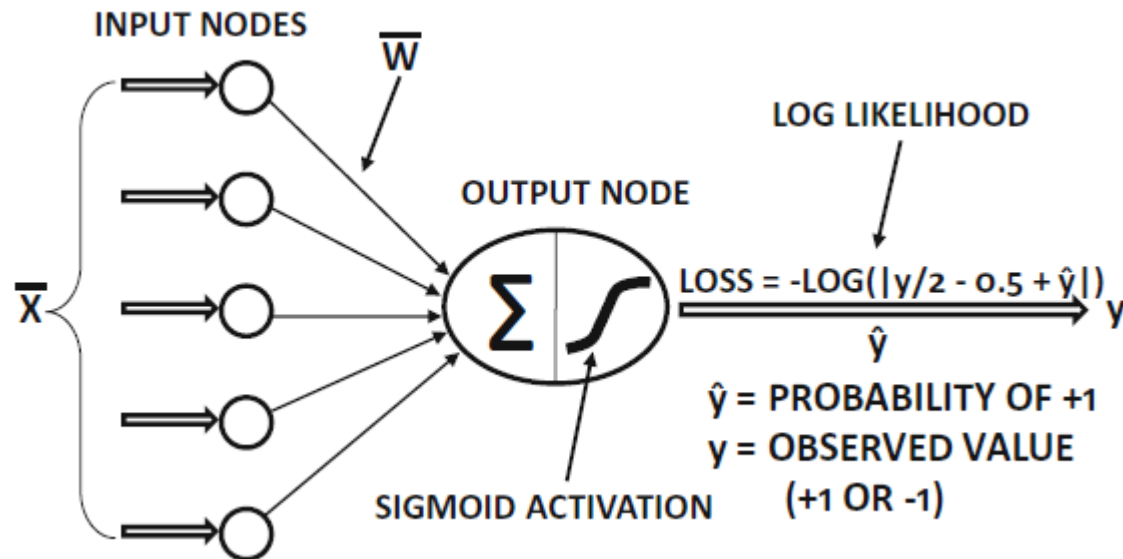 INPUT NODES
W
LOG LIKELIHOOD
OUTPUT NODE
X
Σ
LOSS = -LOG(|y/2 - 0.5 + ŷ|)
y
ŷ
ŷ = PROBABILITY OF +1
y = OBSERVED VALUE
(+1 OR -1)
SIGMOID ACTIVATION